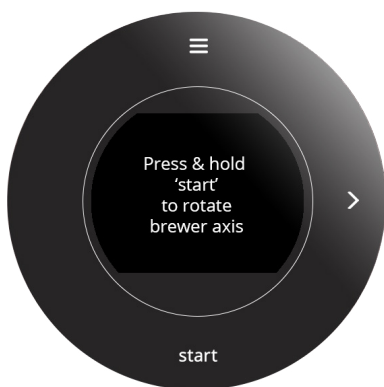 Press & hold
‘start’
to rotate
brewer axis
start